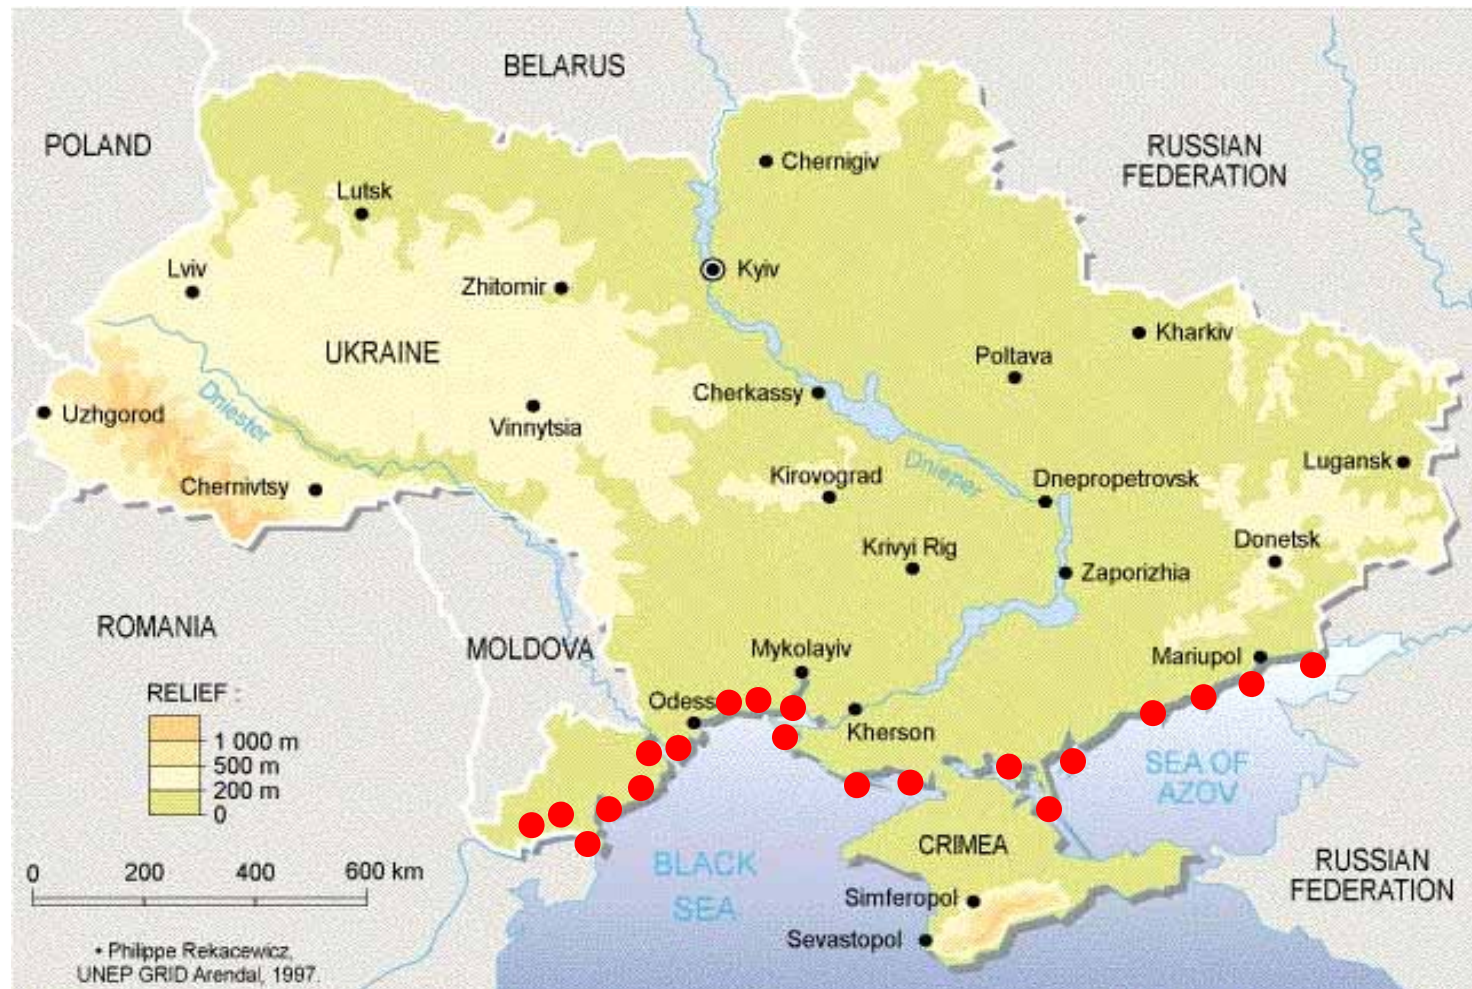 BELARUS
POLAND
RUSSIAN
FEDERATION
Chernigiv
Don
Lutsk
Lviv
Kyiv
Zhitomir
UKRAINE
Kharkiv
Poltava
Cherkassy
Dniester
Uzhgorod
Vinnytsia
Dnieper
Lugansk
Kirovograd
Dnepropetrovsk
Chernivtsy
Krivyi Rig
Donetsk
Zaporizhia
ROMANIA
MOLDOVA
Mykolayiv
Mariupol
RELIEF :
1 000 m
500 m
200 m
0
Odess
Kherson
SEA OF
AZOV
CRIMEA
BLACK
SEA
RUSSIAN
FEDERATION
0 200 400 600 km
Simferopol
Sevastopol
• Philippe Rekacewicz,
UNEP GRID Arendal, 1997.